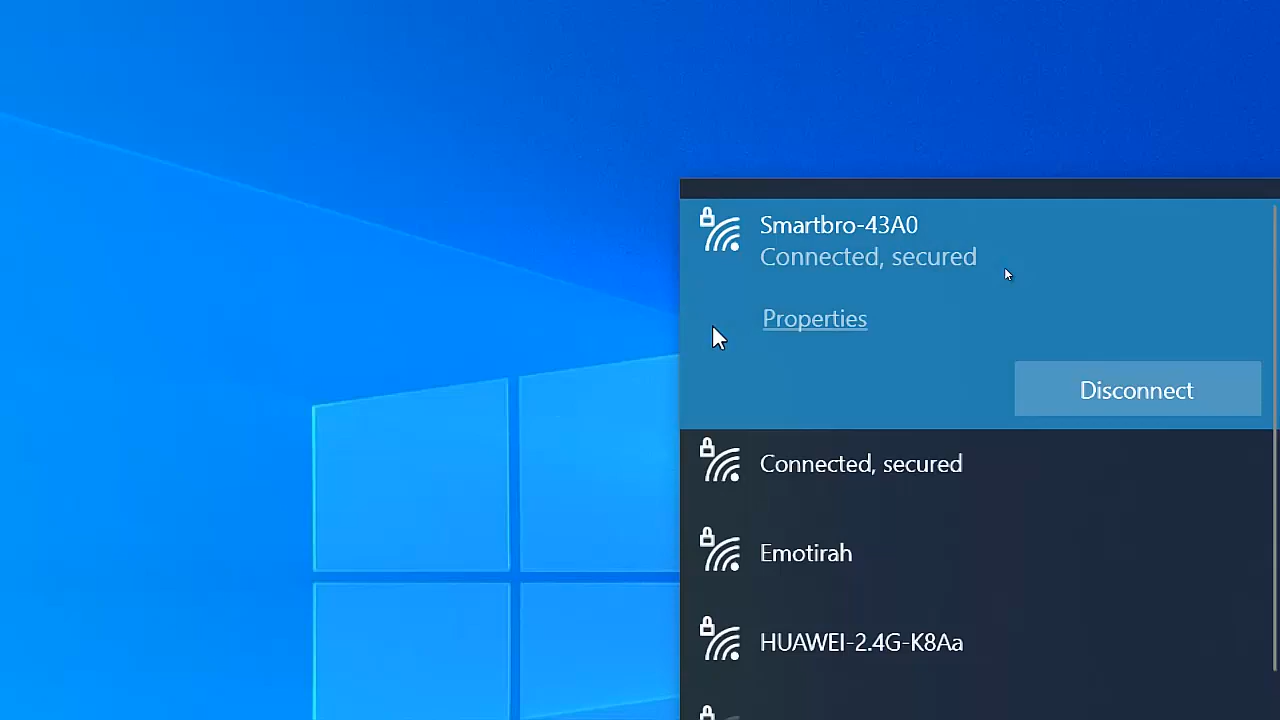 Smartbro-43A0
Connected, secured
Properties
Disconnect
Connected, secured
Emotirah
HUAWEI-2.4G-K8Aa